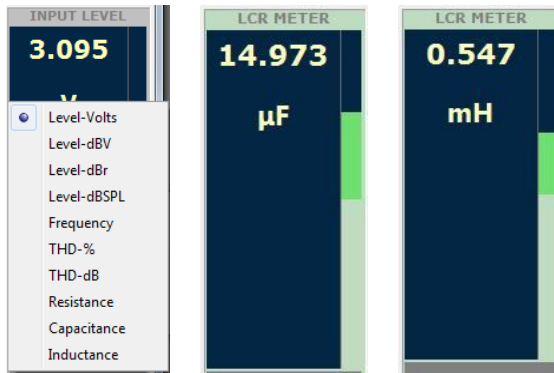 INPUT LEVEL
3.095
Level-Volts
Level-dBV
Level-dBr
Level-dBSPL
Frequency
THD-%
THD-dB
Resistance
Capacitance
Inductance
LCR METER
14.973
µF
LCR METER
0.547
mH